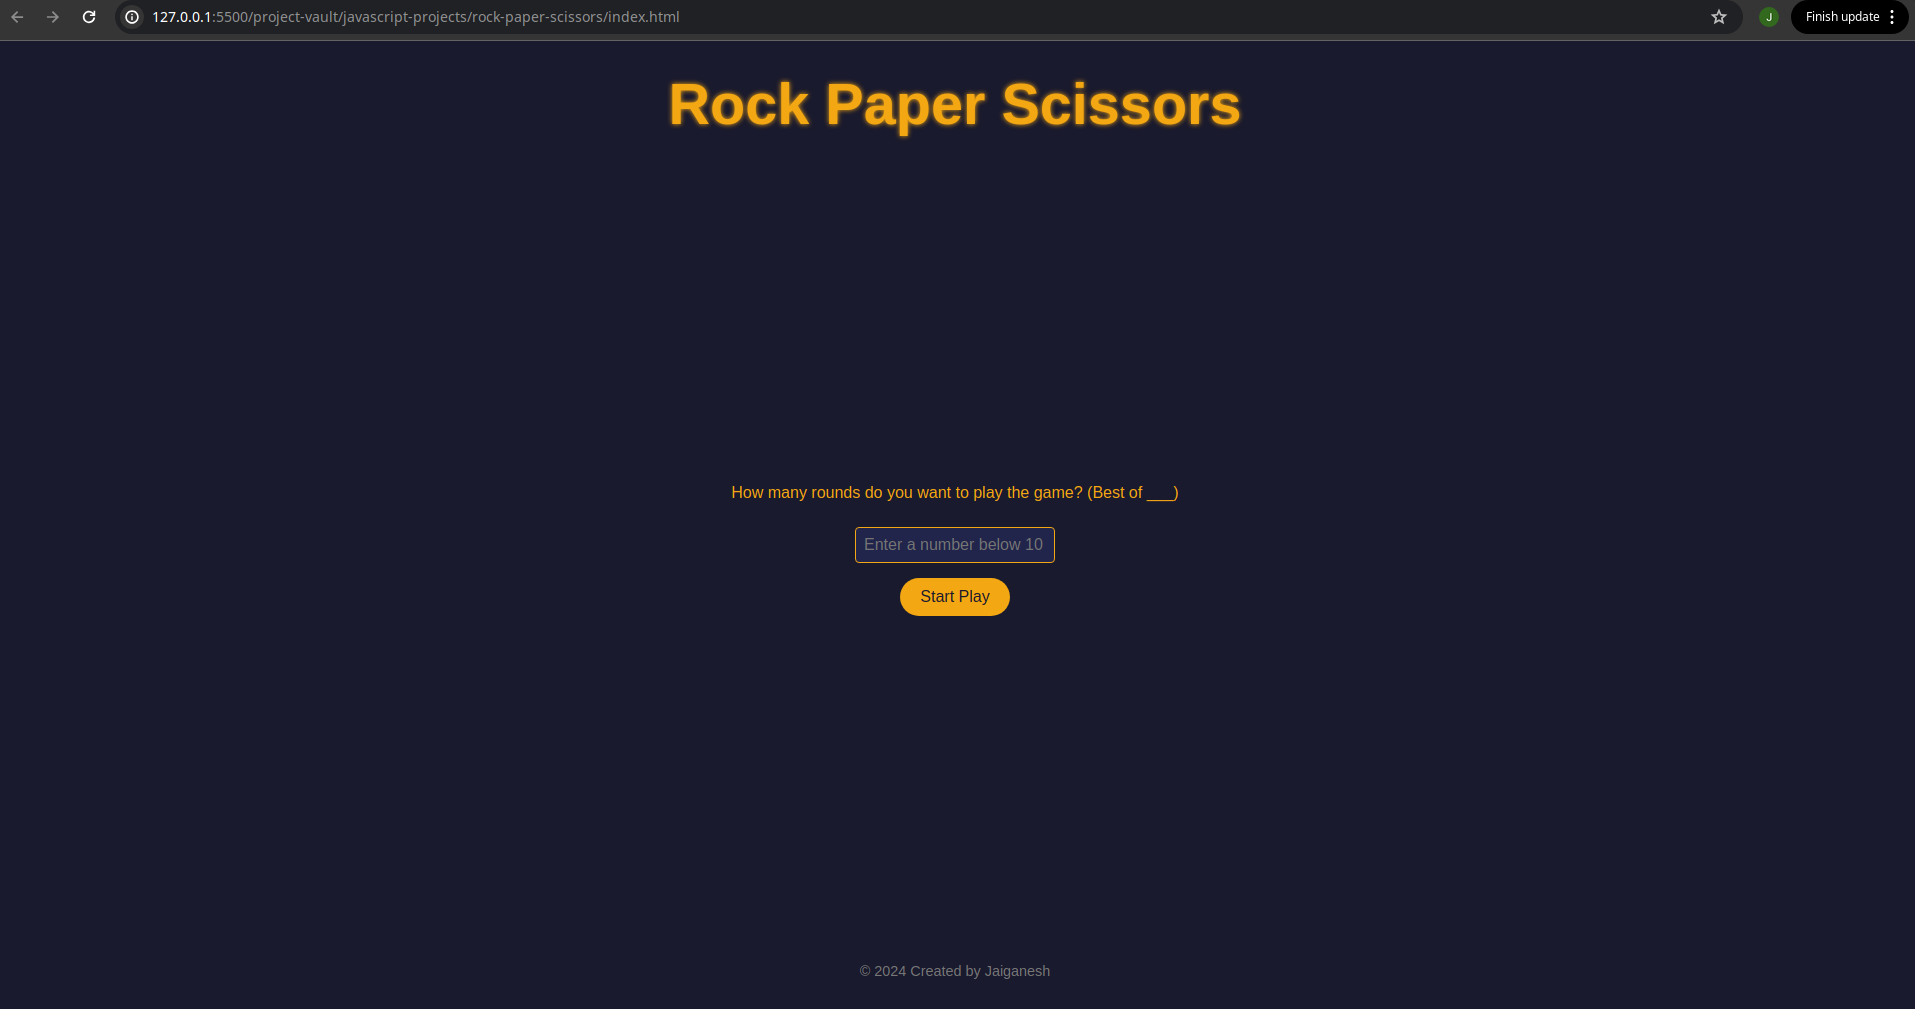 127.0.0.1:5500/project-vault/javascript-projects/rock-paper-scissors/index.html
J
Finish update
Rock Paper Scissors
How many rounds do you want to play the game? (Best of ___)
Enter a number below 10
Start Play
© 2024 Created by Jaiganesh